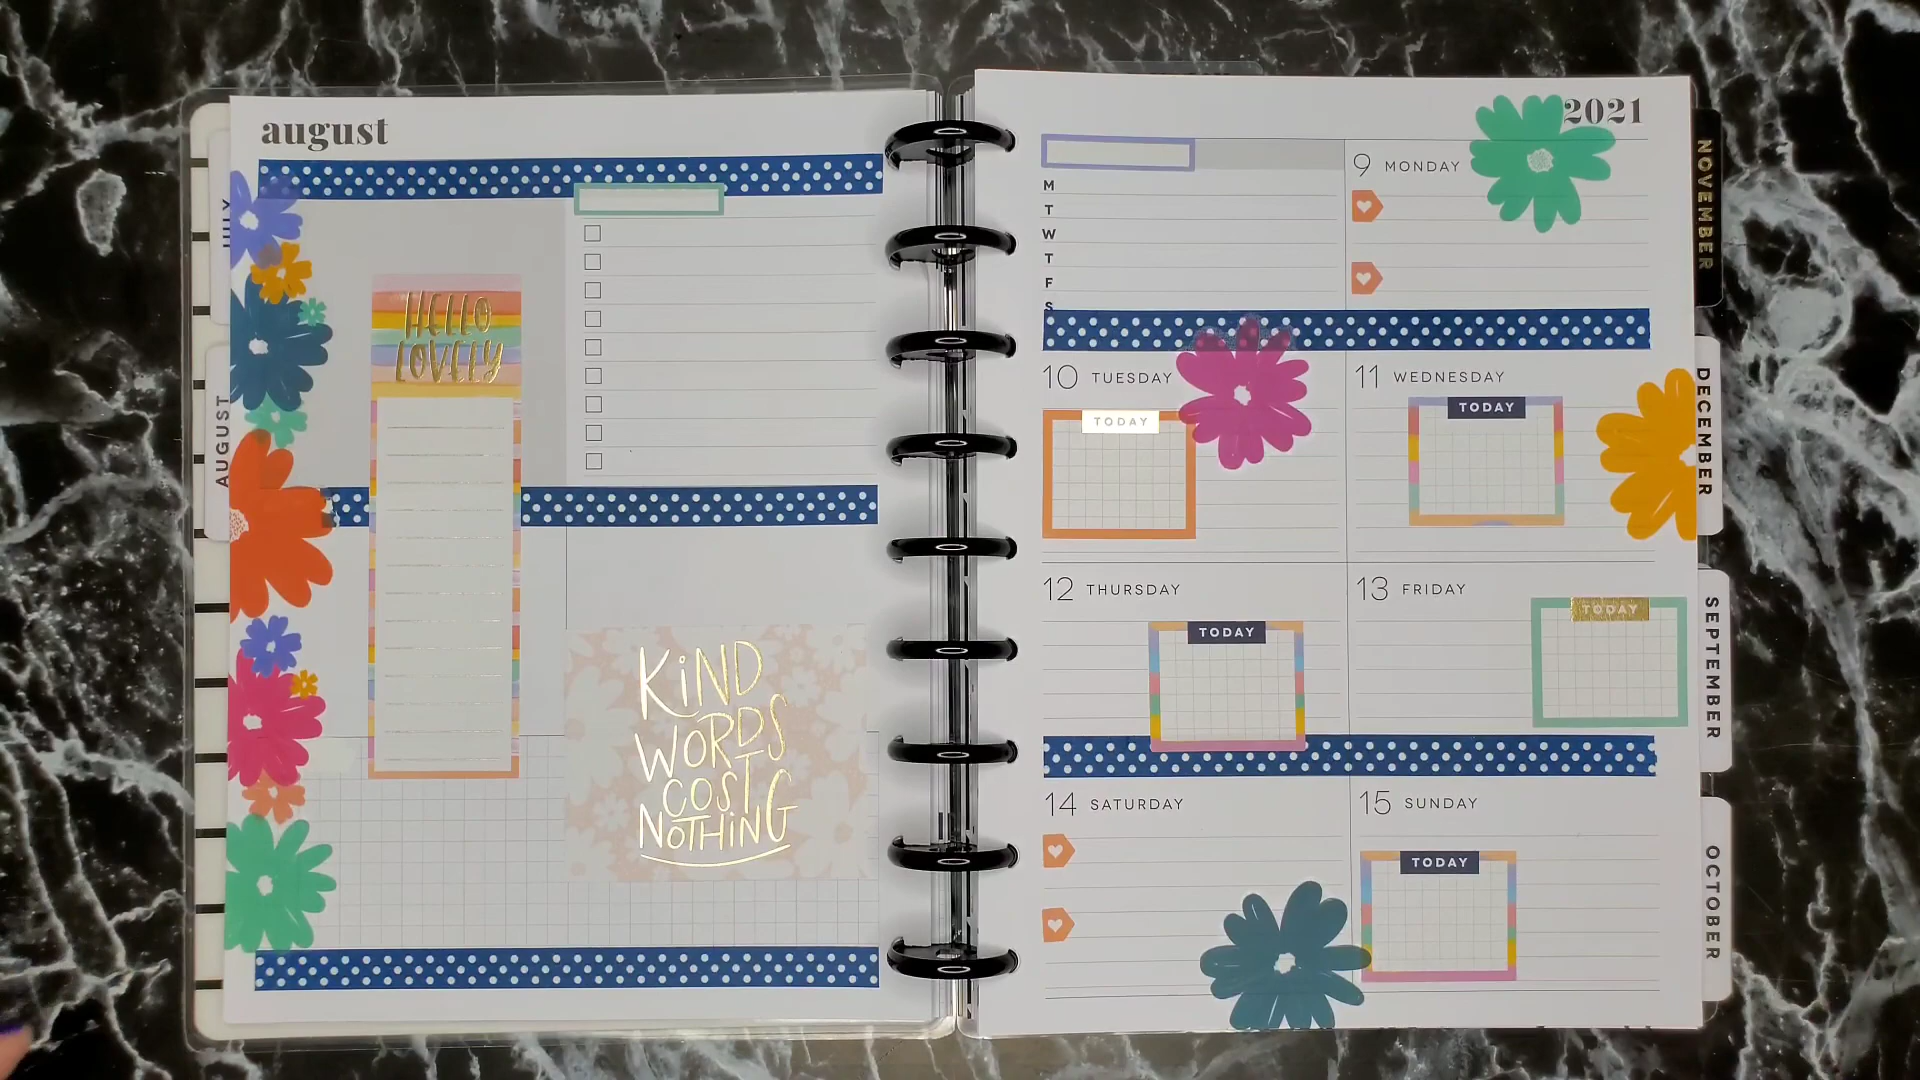 august
HELLO
LOVELY
KiND
WORDS
COST
NOTHiNG
JULY
AUGUST
2021
M
T
W
T
F
S
9 MONDAY
10 TUESDAY
TODAY
11 WEDNESDAY
TODAY
12 THURSDAY
TODAY
13 FRIDAY
TODAY
14 SATURDAY
15 SUNDAY
TODAY
NOVEMBER
DECEMBER
SEPTEMBER
OCTOBER